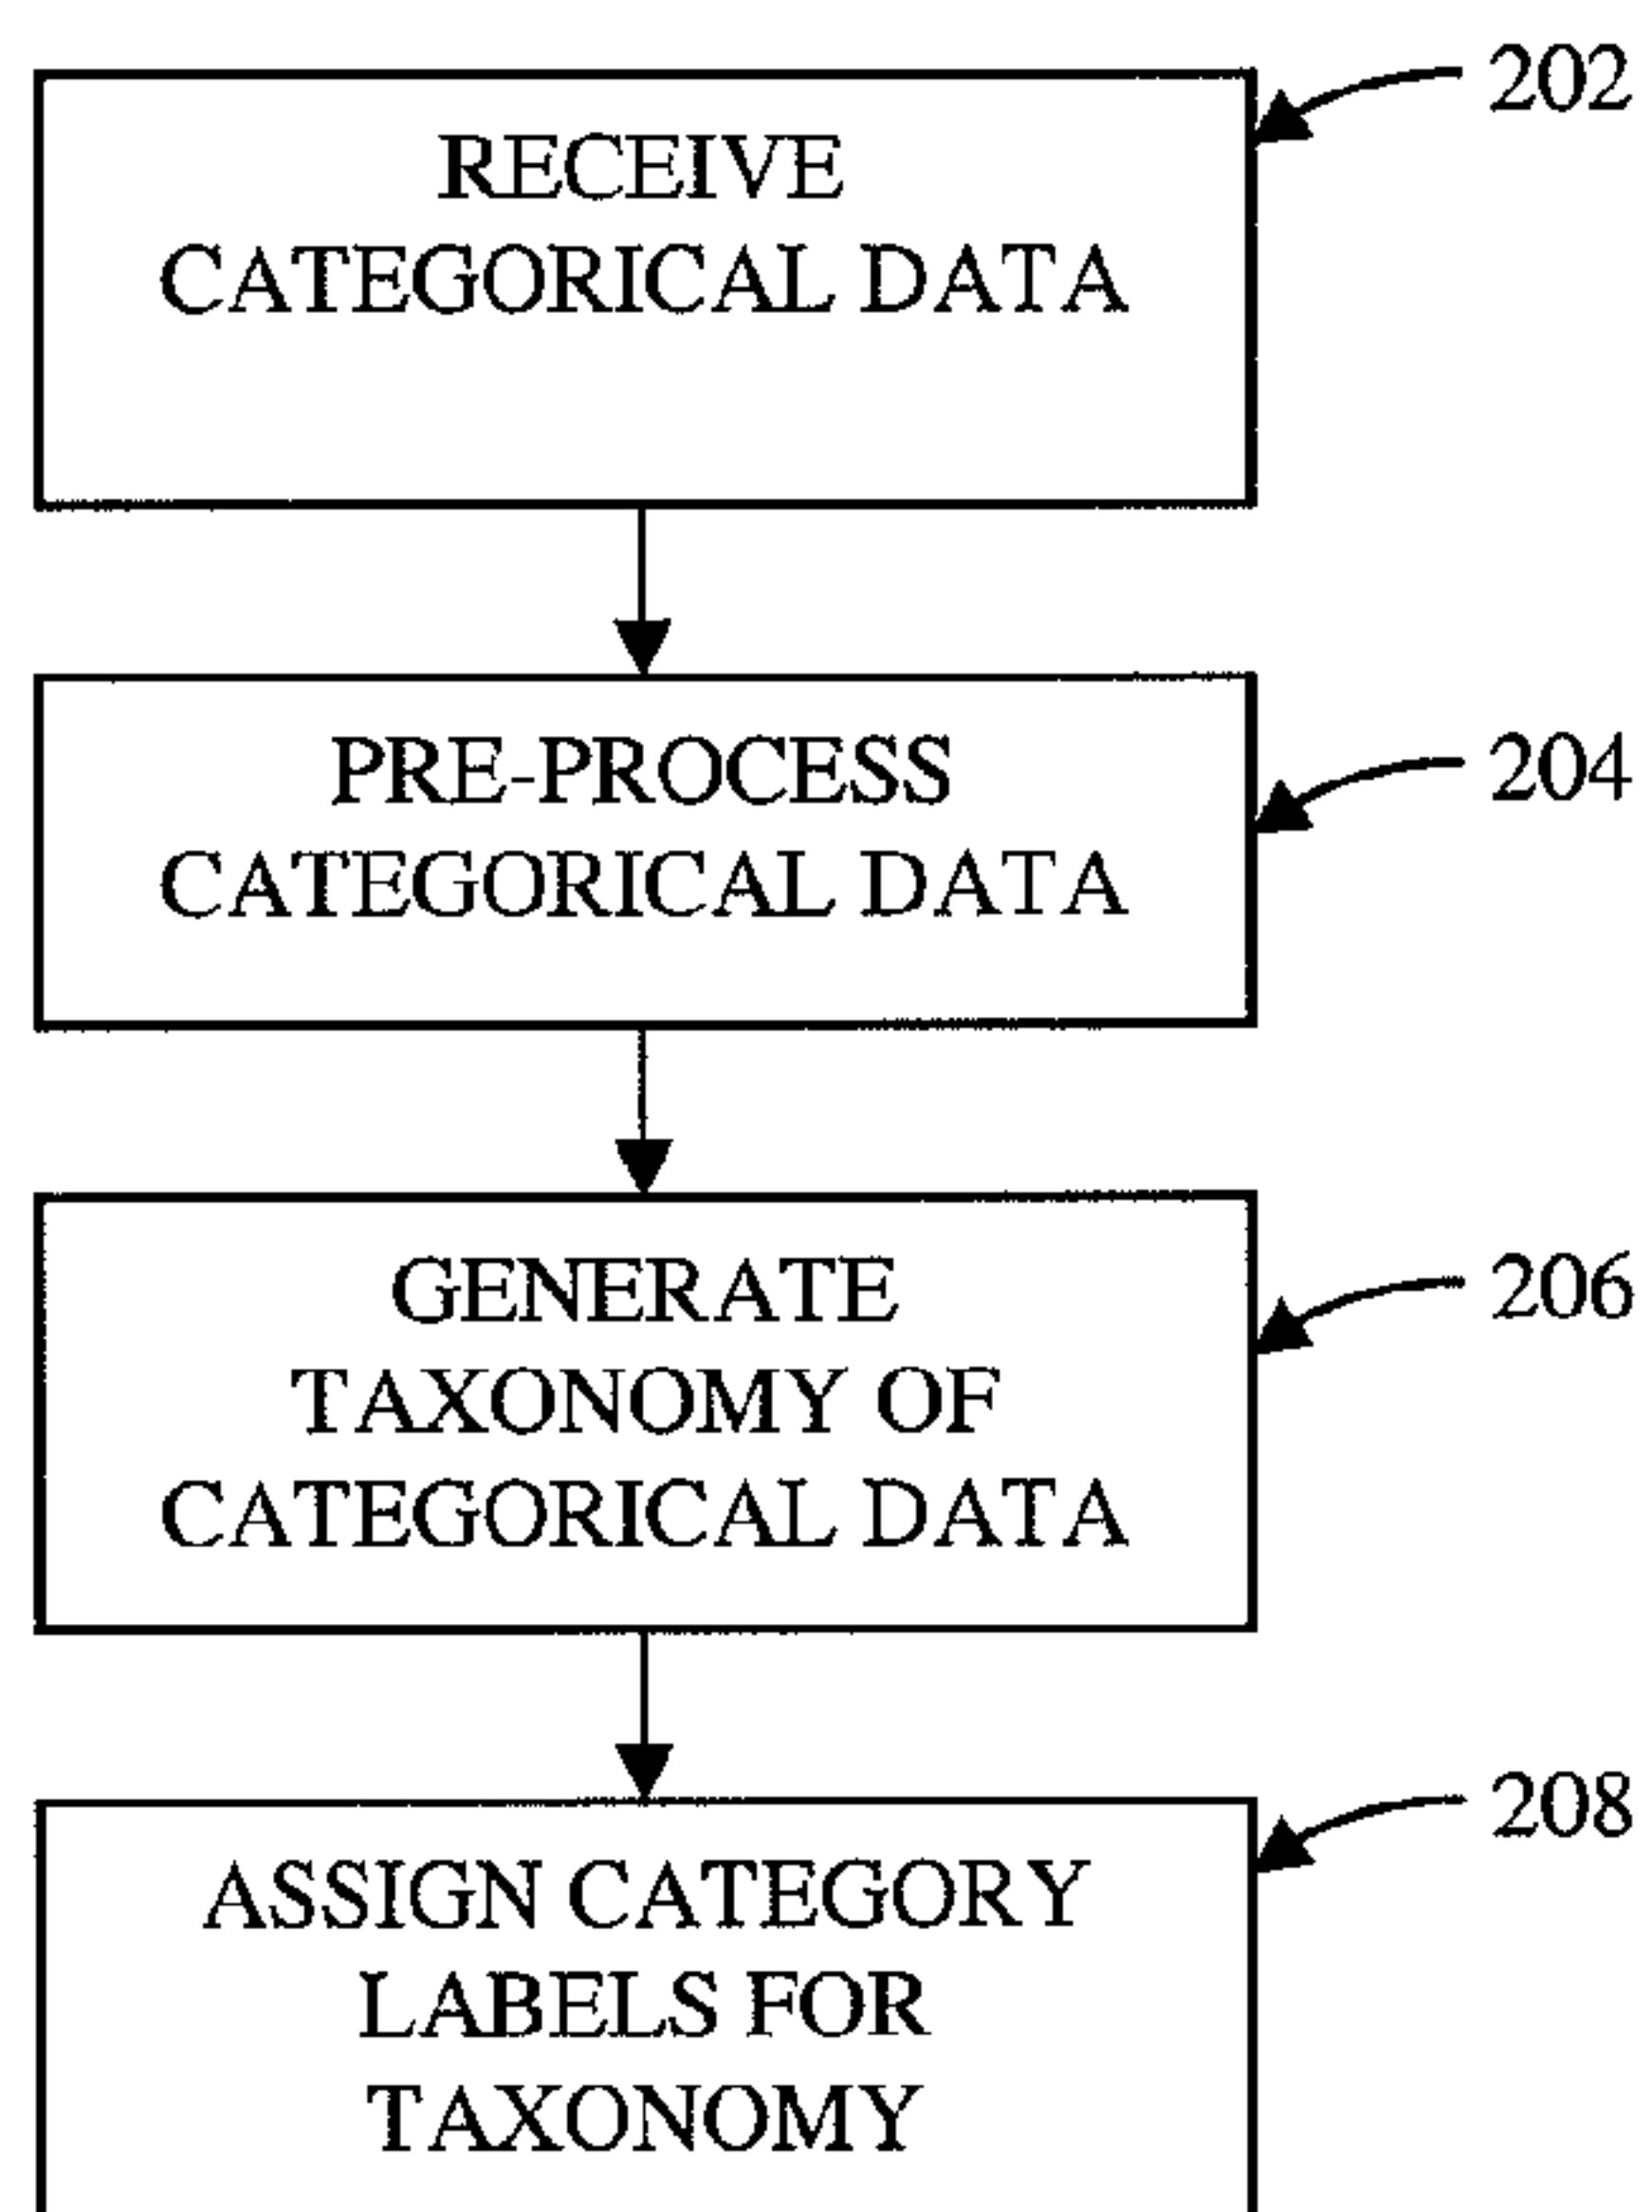 202
RECEIVE
CATEGORICAL DATA
204
PRE-PROCESS
CATEGORICAL DATA
206
GENERATE
TAXONOMY OF
CATEGORICAL DATA
208
ASSIGN CATEGORY
LABELS FOR
TAXONOMY